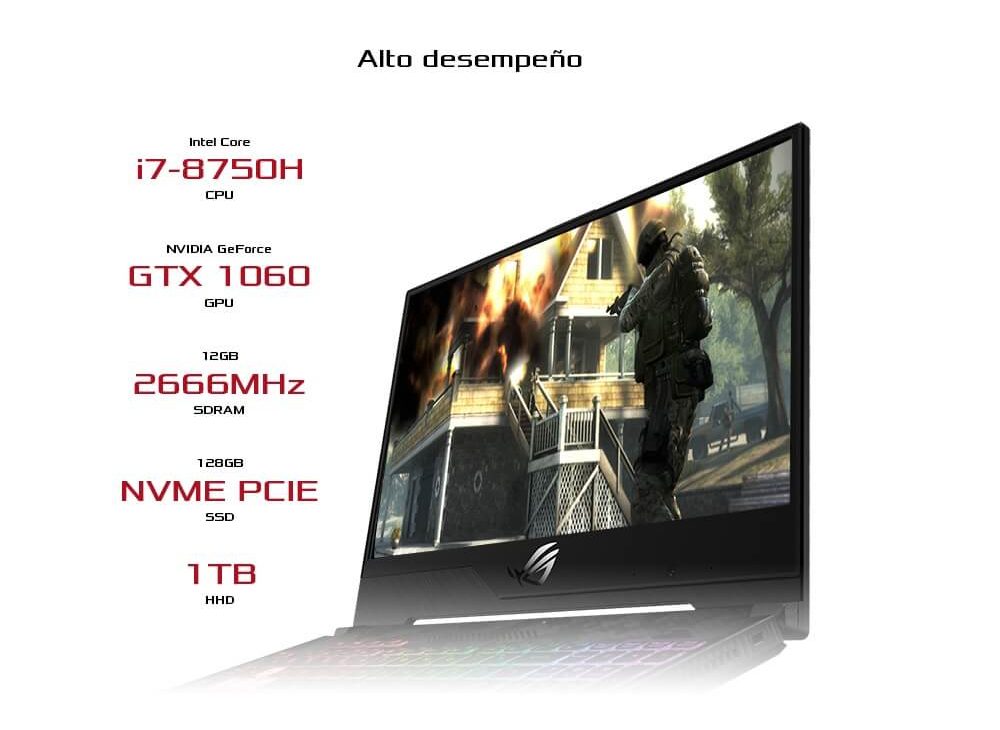 Alto desempeño
Intel Core
i7-8750H
CPU
NVIDIA GeForce
GTX 1060
GPU
12GB
2666MHz
SDRAM
128GB
NVME PCIE
SSD
1TB
HHD